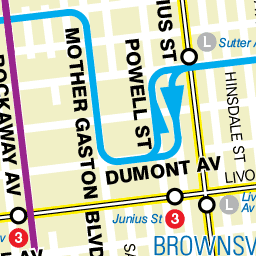 IUS ST
L
Sutter A
MOTHER GASTON BLVD
POWELL ST
HINSDALE ST
ROCKAWAY AV
DUMONT AV
LIVO
Liv
Av
L
Junius St
3
v
3
AV
BROWNSV